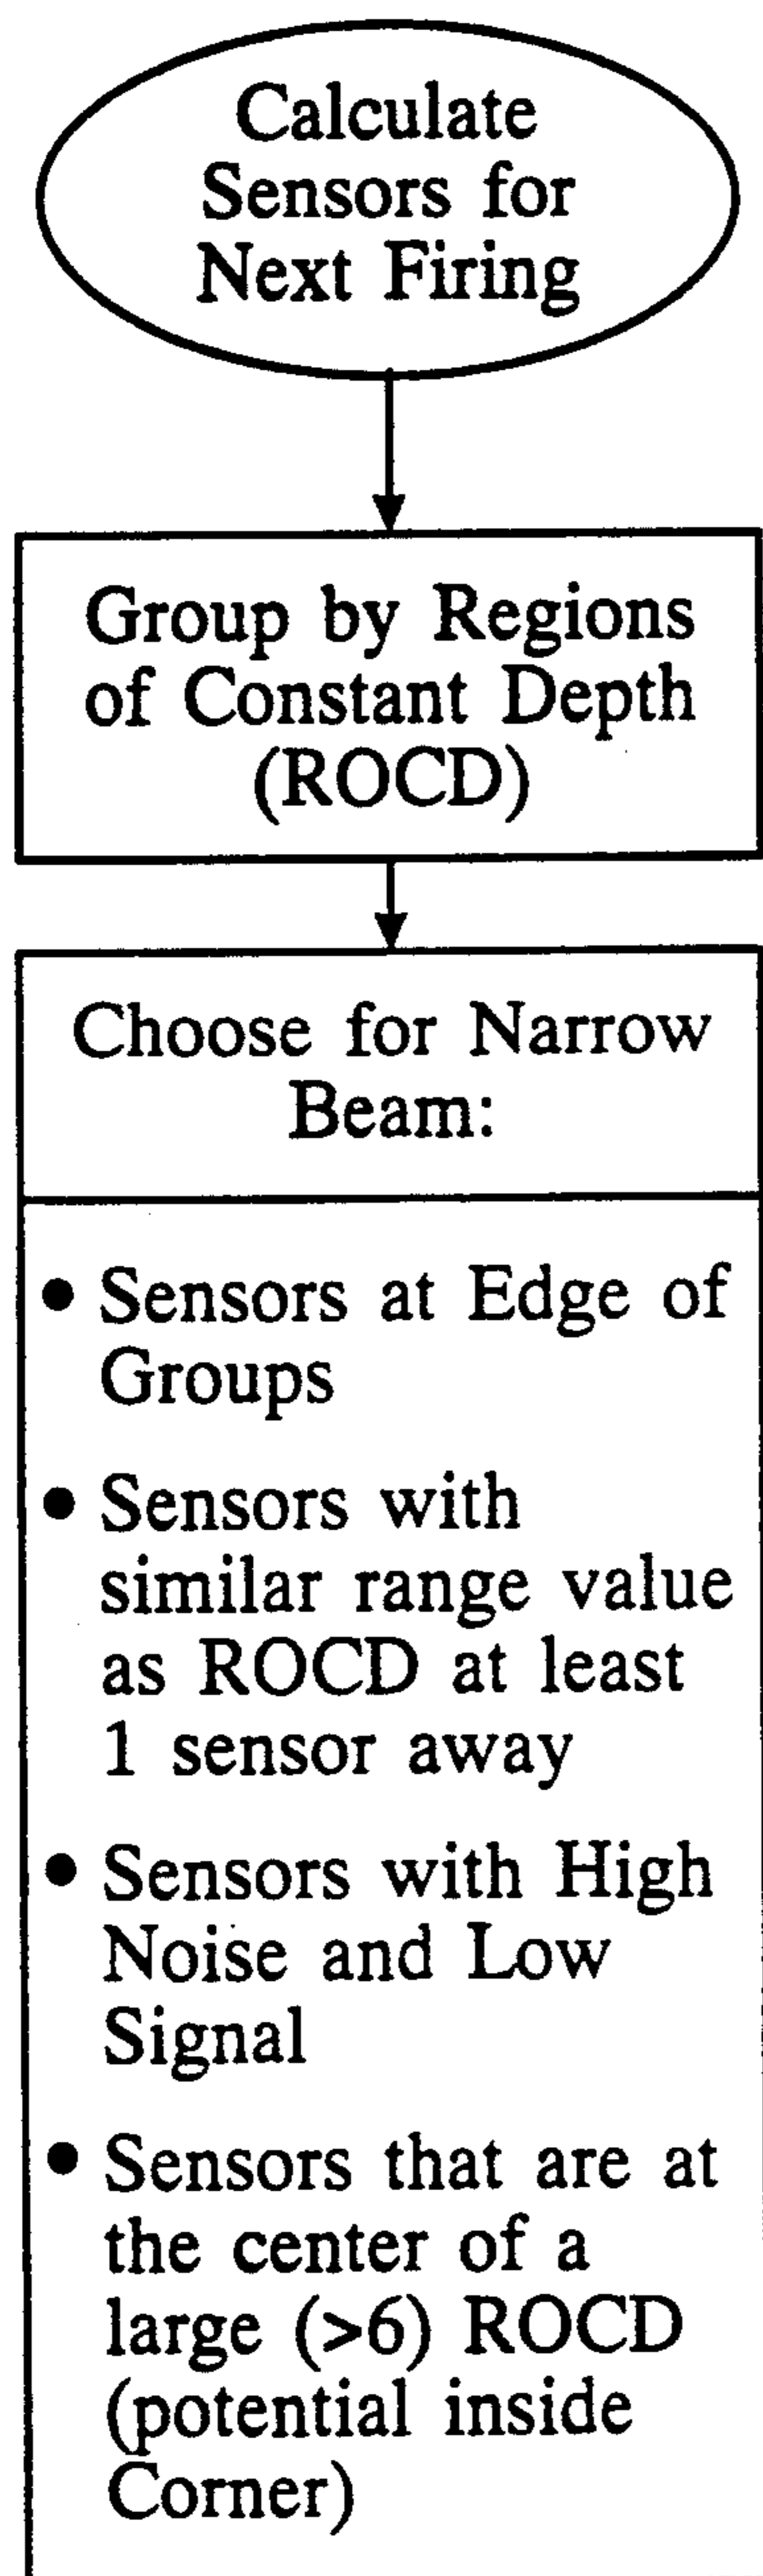 Calculate
Sensors for
Next Firing
Group by Regions
of Constant Depth
(ROCD)
Choose for Narrow
Beam:
• Sensors at Edge of
Groups
• Sensors with
similar range value
as ROCD at least
1 sensor away
• Sensors with High
Noise and Low
Signal
• Sensors that are at
the center of a
large (>6) ROCD
(potential inside
Corner)